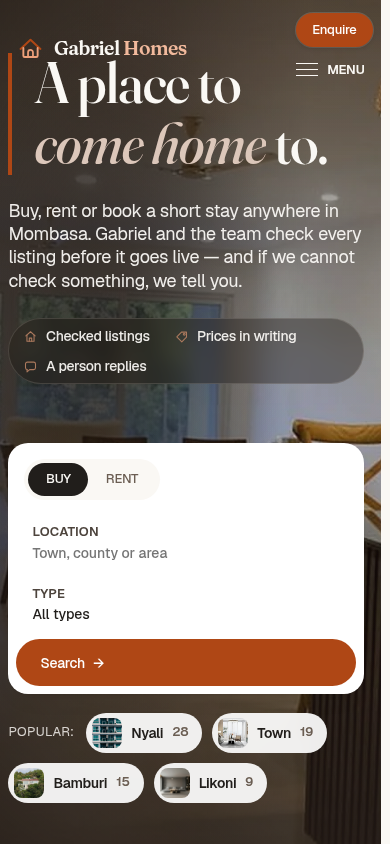 Enquire
Gabriel Homes
MENU
A place to
come home to.
Buy, rent or book a short stay anywhere in
Mombasa. Gabriel and the team check every
listing before it goes live — and if we cannot
check something, we tell you.
Checked listings
Prices in writing
A person replies
BUY
RENT
LOCATION
Town, county or area
TYPE
All types
Search →
POPULAR:
Nyali 28
Town 19
Bamburi 15
Likoni 9